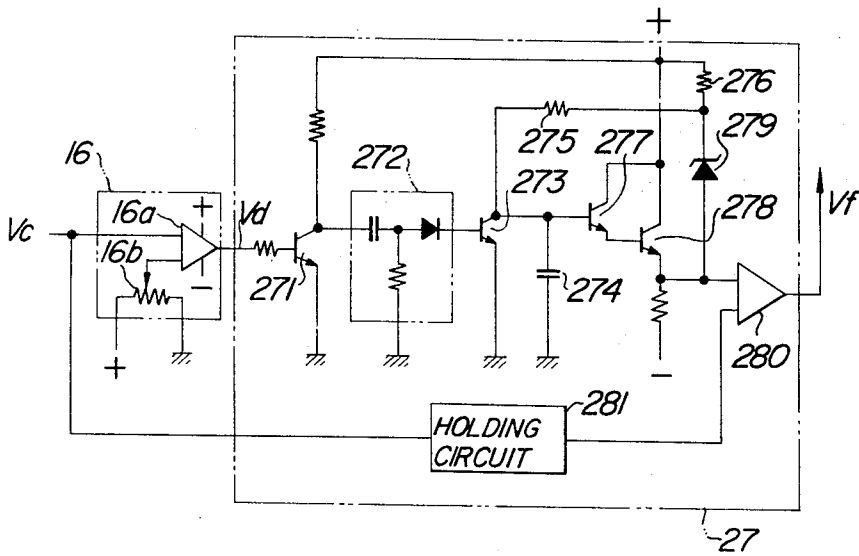 +
276
275
277
279
16
272
273
Vf
16a
+
Vd
Vc
16b
278
−
271
274
280
+
−
281
HOLDING
CIRCUIT
27